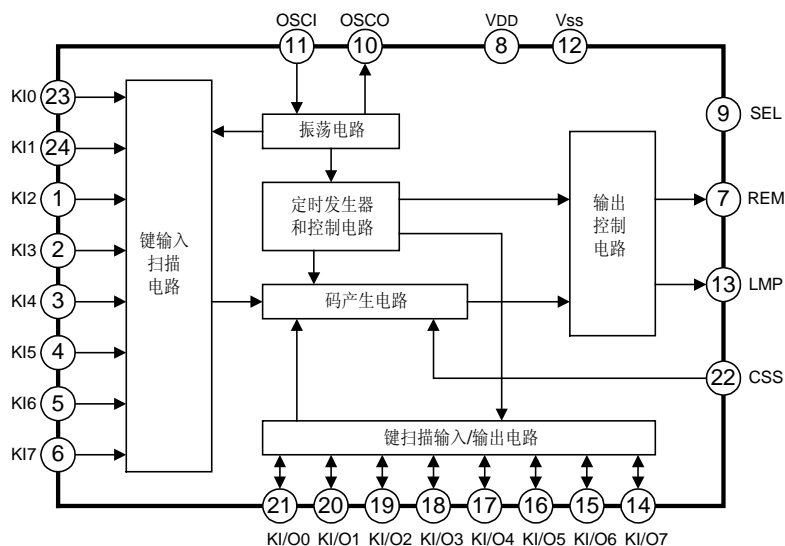 OSCI
OSCO
VDD
Vss
11
10
8
12
KI0
23
KI1
24
KI2
1
KI3
2
KI4
3
KI5
4
KI6
5
KI7
6
键输入
扫描
电路
振荡电路
定时发生器
和控制电路
码产生电路
输出
控制
电路
9
SEL
7
REM
13
LMP
22
CSS
键扫描输入/输出电路
21
20
19
18
17
16
15
14
KI/O0
KI/O1
KI/O2
KI/O3
KI/O4
KI/O5
KI/O6
KI/O7